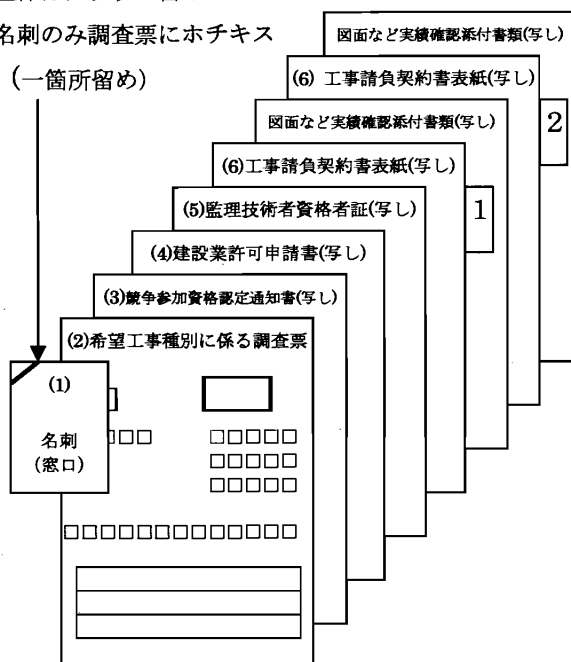 名刺のみ調査票にホチキス
(一箇所留め)
図面など実績確認添付書類(写し)
(6) 工事請負契約書表紙(写し)
2
図面など実績確認添付書類(写し)
(6)工事請負契約書表紙(写し)
1
(5)監理技術者資格者証(写し)
(4)建設業許可申請書(写し)
(3)競争参加資格認定通知書(写し)
(2)希望工事種別に係る調査票
(1)
名刺
(窓口)